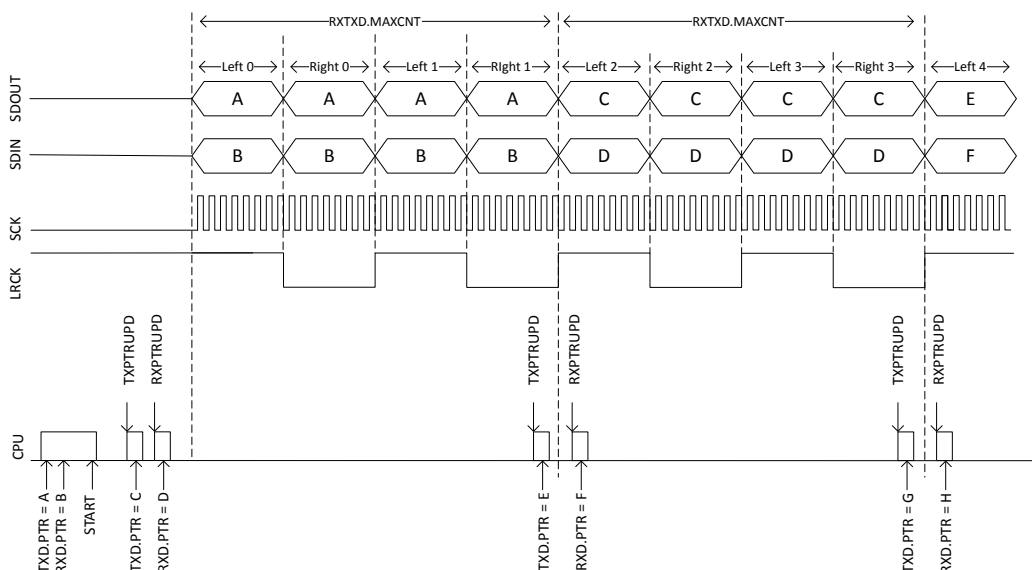 RXTXD.MAXCNT RXTXD.MAXCNT
Left 0 Right 0 Left 1 RIght 1 Left 2 Right 2 Left 3 Right 3 Left 4
SDOUT A A A A C C C C E
SDIN B B B B D D D D F
SCK
LRCK
TXPTRUPD
RXPTRUPD
TXPTRUPD
RXPTRUPD
TXPTRUPD
RXPTRUPD
CPU
TXD.PTR = A
RXD.PTR = B
START
TXD.PTR = C
RXD.PTR = D
TXD.PTR = E
RXD.PTR = F
TXD.PTR = G
RXD.PTR = H